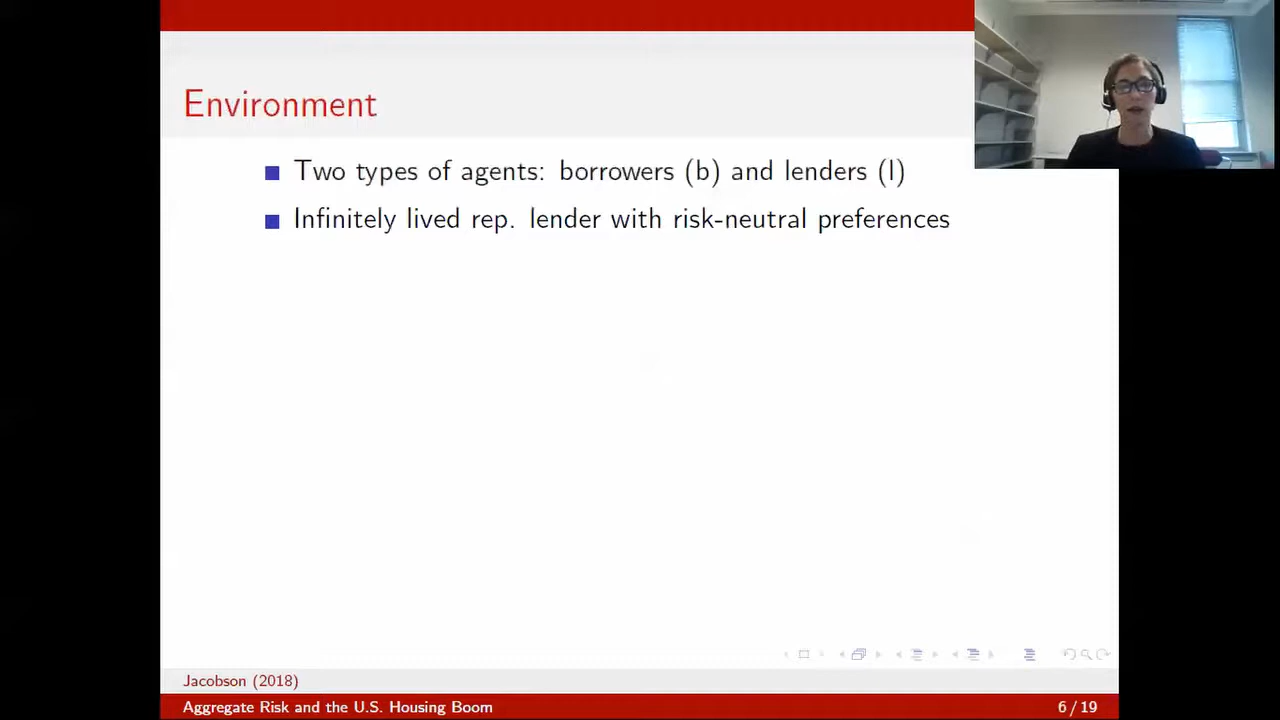 Environment
Two types of agents: borrowers (b) and lenders (l)
Infinitely lived rep. lender with risk-neutral preferences
Jacobson (2018)
Aggregate Risk and the U.S. Housing Boom
6 / 19